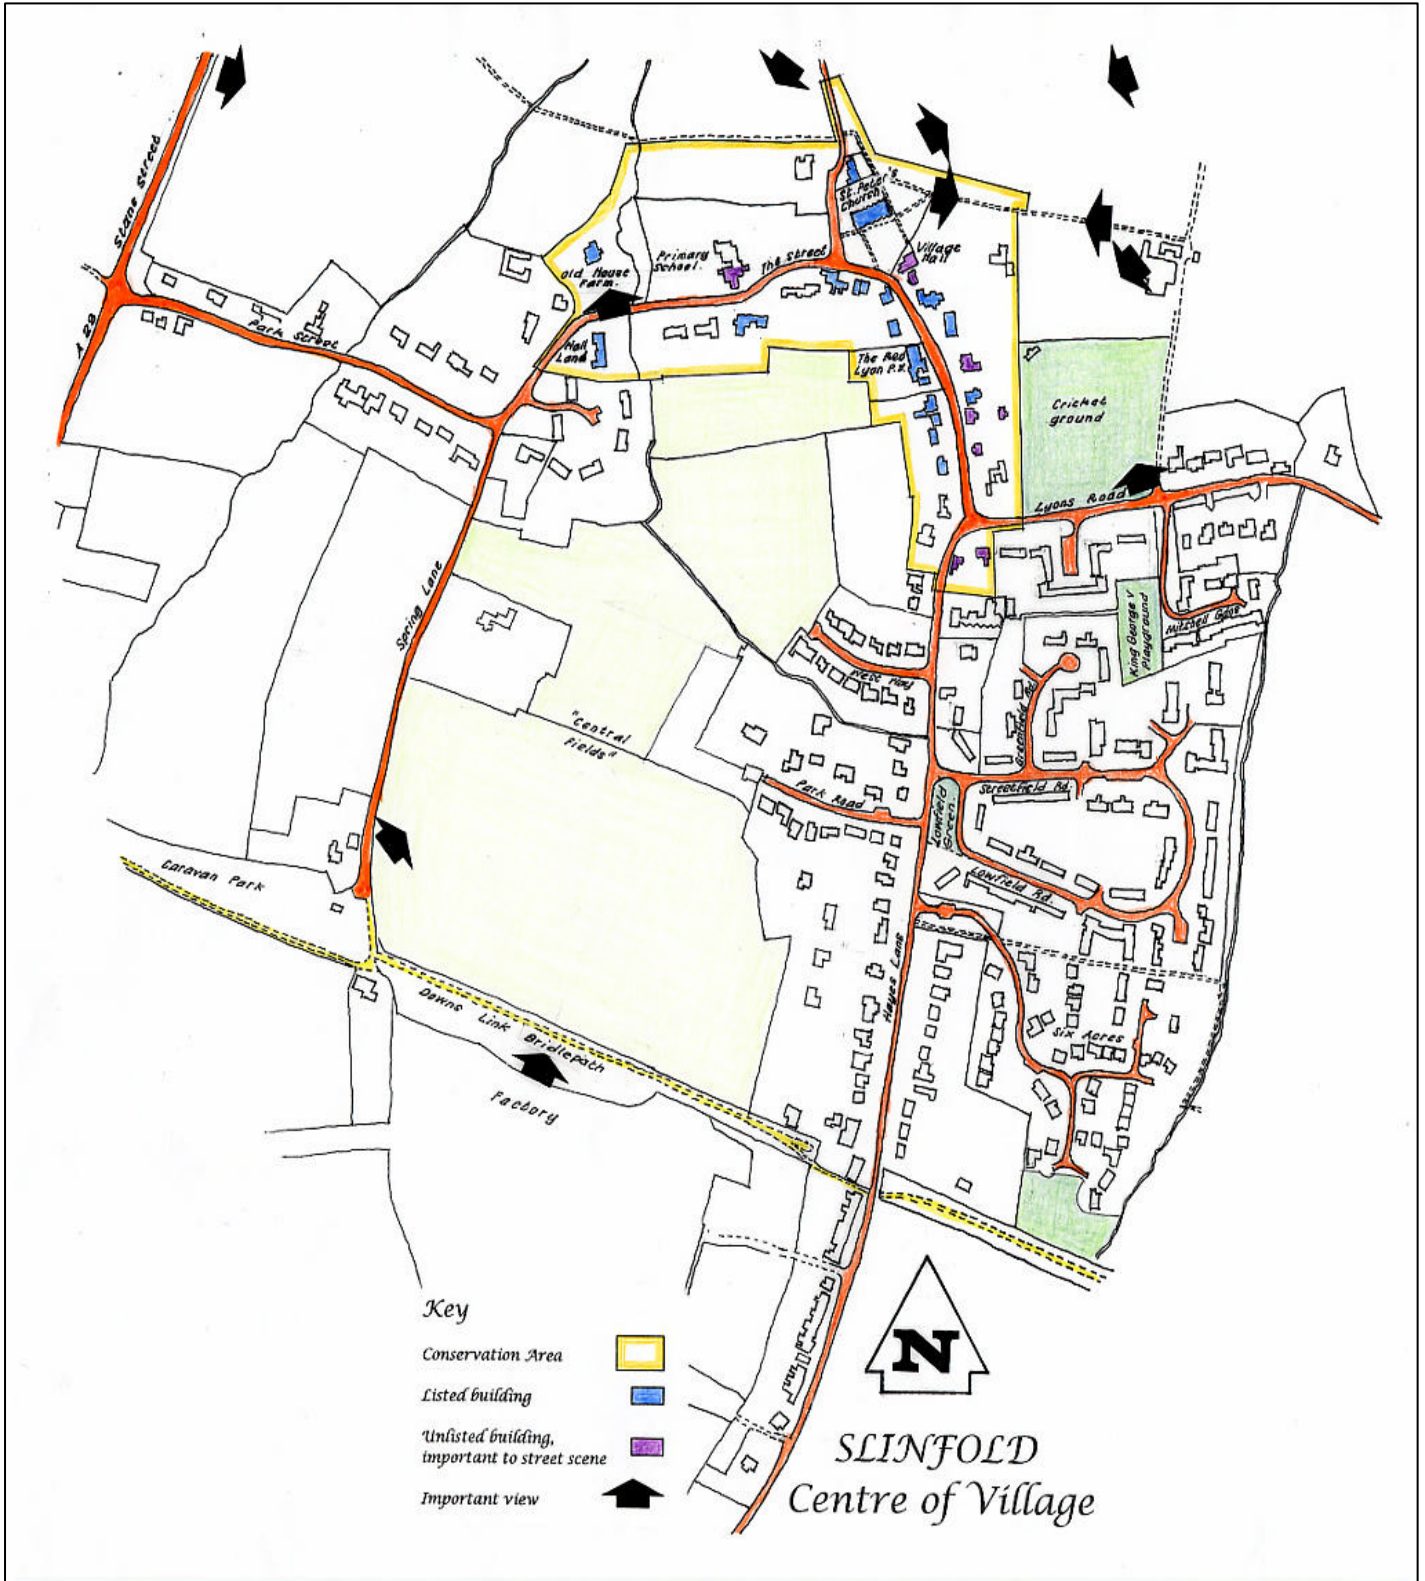 Stane Street
A 29
Park
Street
Old House
Farm.
Primary
School.
The Street
St. Peter's
Church
Village
Hall
Hall
Land
The Red
Lyon P.H.
Cricket
ground
Lyons Road
Spring Lane
King George V
Playground
Mitchell Gdns
West Way
Greenfield Rd.
"Central
Fields"
Park Road
Streetfield Rd.
Lowfield
Green.
Lowfield Rd.
Caravan Park
Hayes Lane
Six Acres
Downs Link
Bridlepath
Factory
Key
Conservation Area
Listed building
Unlisted building,
important to street scene
Important view
N
SLINFOLD
Centre of Village